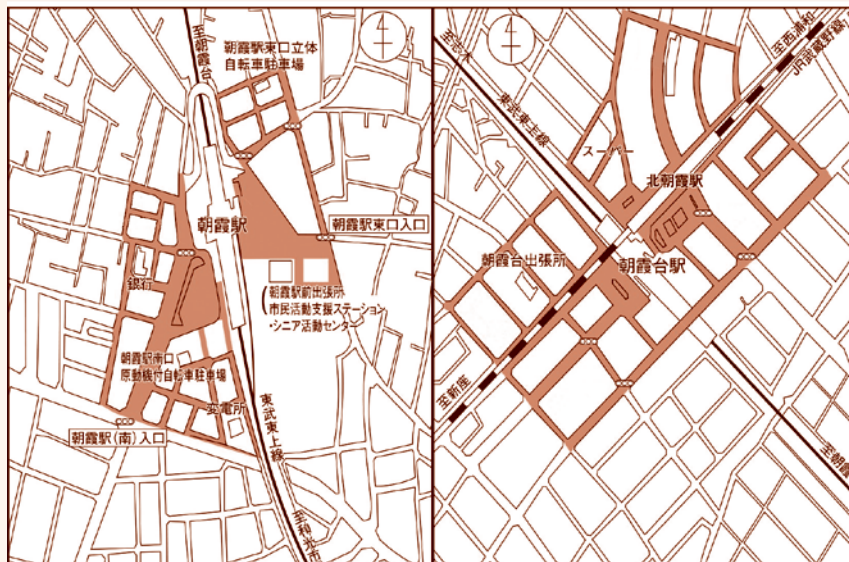 至朝霞台
朝霞駅東口立体
自転車駐車場
朝霞駅
朝霞駅東口入口
銀行
朝霞駅前出張所
市民活動支援ステーション
・シニア活動センター
朝霞駅南口
原動機付自転車駐車場
変電所
朝霞駅(南)入口
東武東上線
至和光市
至志木
東武東上線
至西浦和
JR武蔵野線
スーパー
北朝霞駅
朝霞台出張所
朝霞台駅
至新座
至朝霞